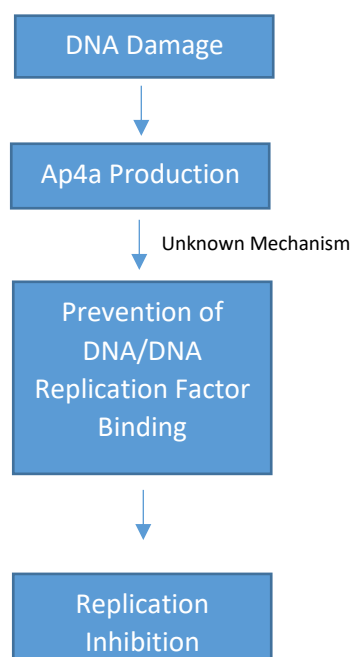 DNA Damage
Ap4a Production
Unknown Mechanism
Prevention of
DNA/DNA
Replication Factor
Binding
Replication
Inhibition